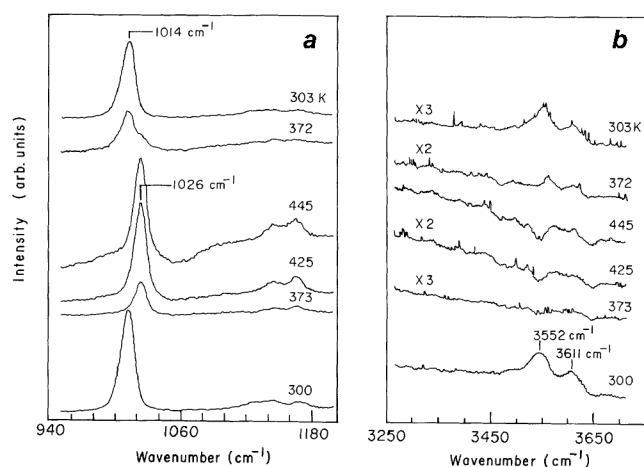 a
1014 cm⁻¹
303 K
372
1026 cm⁻¹
445
425
373
300
Intensity (arb. units)
940
1060
1180
Wavenumber (cm⁻¹)
b
X3
303K
X2
372
445
X2
425
X3
373
3552 cm⁻¹
3611 cm⁻¹
300
3250
3450
3650
Wavenumber (cm⁻¹)